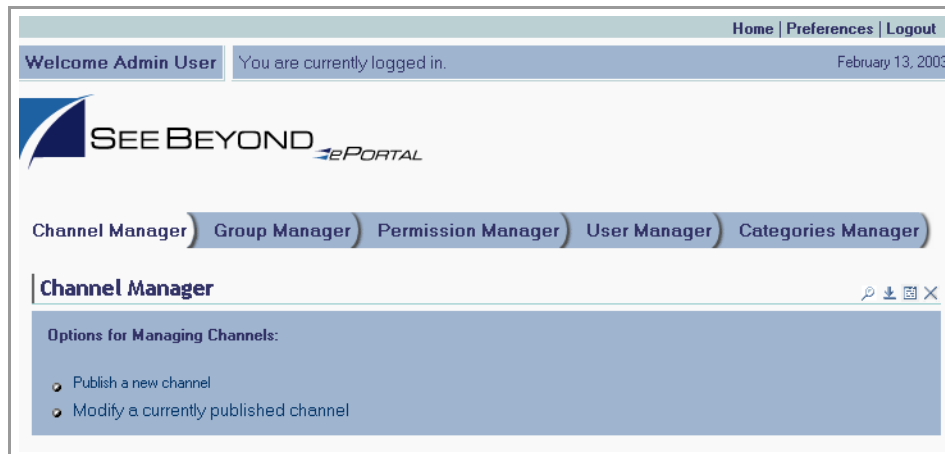 Home | Preferences | Logout
Welcome Admin User You are currently logged in. February 13, 2003
SEEBEYOND ePORTAL
Channel Manager Group Manager Permission Manager User Manager Categories Manager
Channel Manager
Options for Managing Channels:
Publish a new channel
Modify a currently published channel